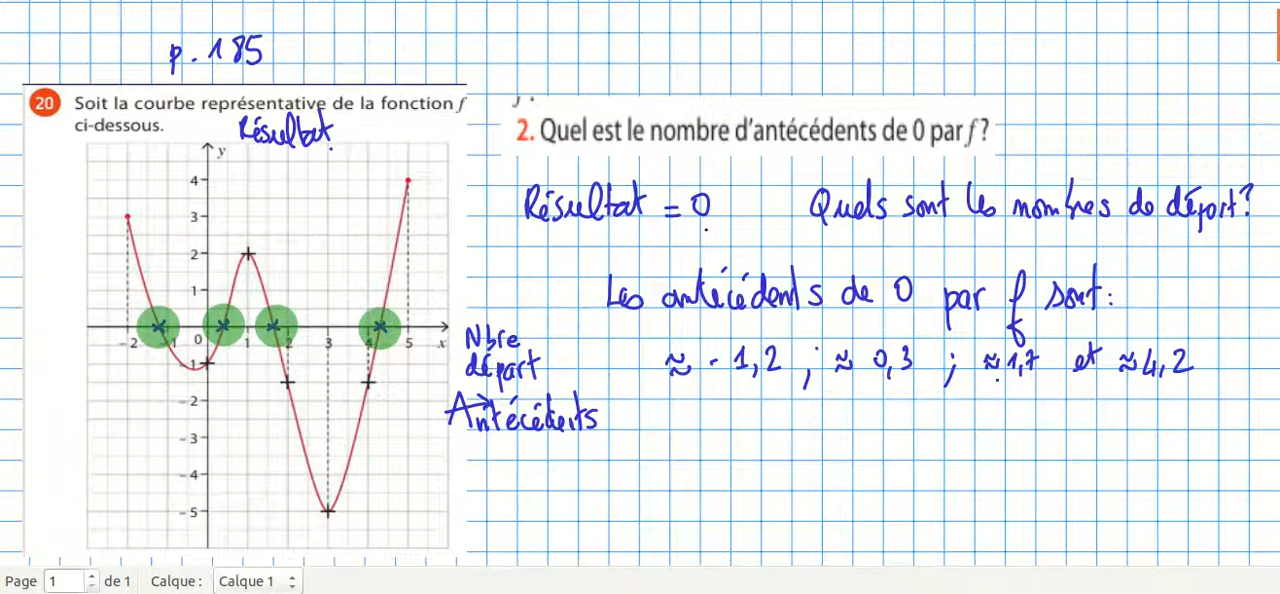 p. 185
20 Soit la courbe représentative de la fonction f
ci-dessous.
Résultat
y
4
3
2
1
-2 -1 0 1 2 3 4 5 x
-1
-2
-3
-4
-5
Nbre
départ
Antécédents
2. Quel est le nombre d'antécédents de 0 par f ?
Résultat = 0 Quels sont les nombres de départ?
Les antécédents de 0 par f sont :
≈ -1,2 ; ≈ 0,3 ; ≈ 1,7 et ≈ 4,2
Page 1 de 1 Calque : Calque 1